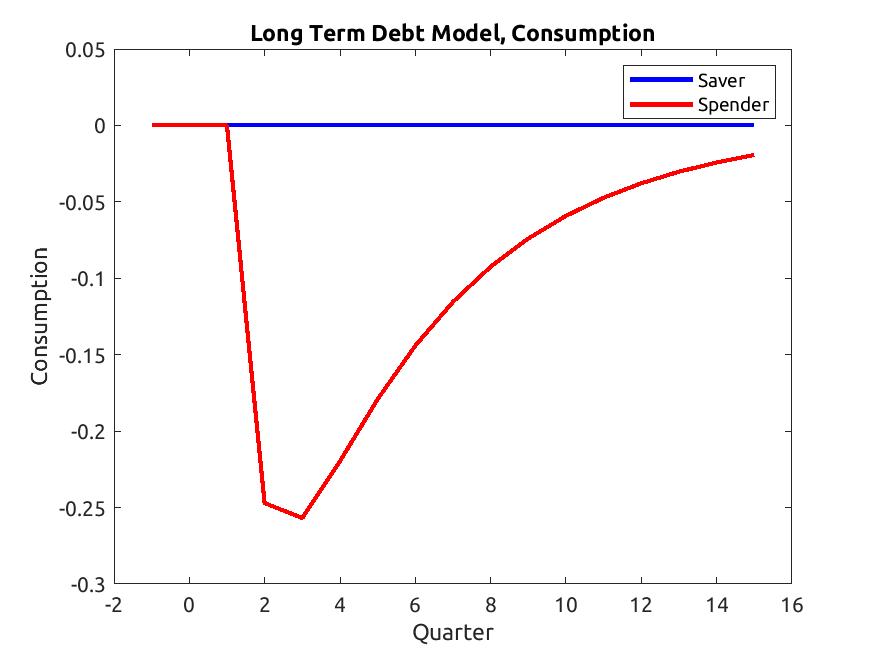 Long Term Debt Model, Consumption
Saver
Spender
0.05
0
-0.05
-0.1
-0.15
-0.2
-0.25
-0.3
Consumption
-2 0 2 4 6 8 10 12 14 16
Quarter